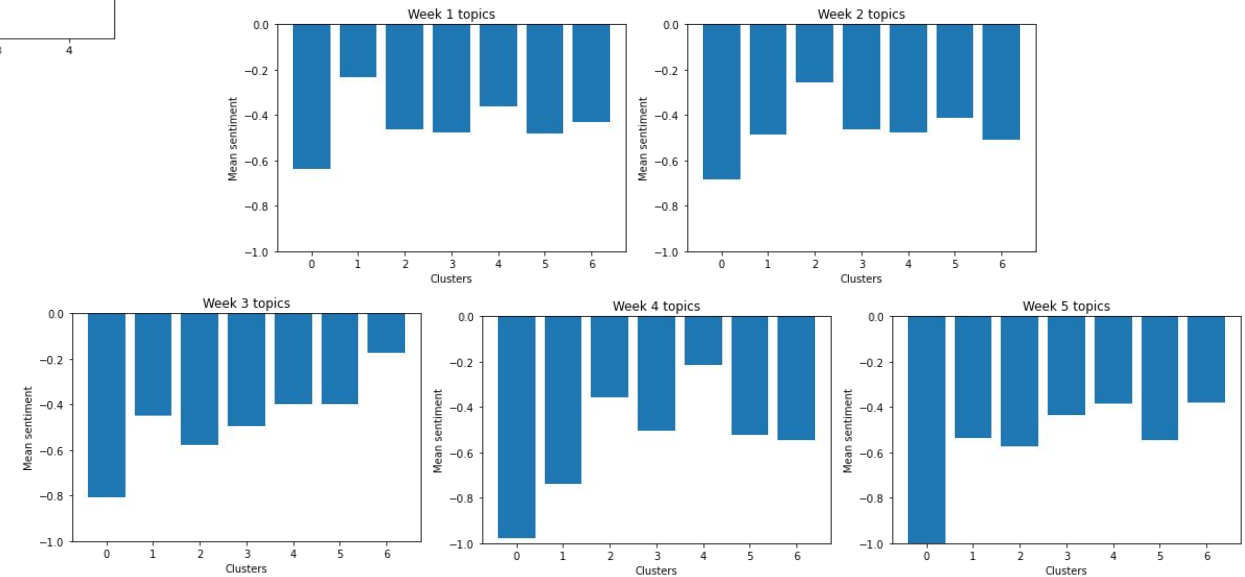 4
Week 1 topics
0.0
−0.2
−0.4
−0.6
−0.8
−1.0
Mean sentiment
0 1 2 3 4 5 6
Clusters
Week 2 topics
0.0
−0.2
−0.4
−0.6
−0.8
−1.0
Mean sentiment
0 1 2 3 4 5 6
Clusters
Week 3 topics
0.0
−0.2
−0.4
−0.6
−0.8
−1.0
Mean sentiment
0 1 2 3 4 5 6
Clusters
Week 4 topics
0.0
−0.2
−0.4
−0.6
−0.8
−1.0
Mean sentiment
0 1 2 3 4 5 6
Clusters
Week 5 topics
0.0
−0.2
−0.4
−0.6
−0.8
−1.0
Mean sentiment
0 1 2 3 4 5 6
Clusters